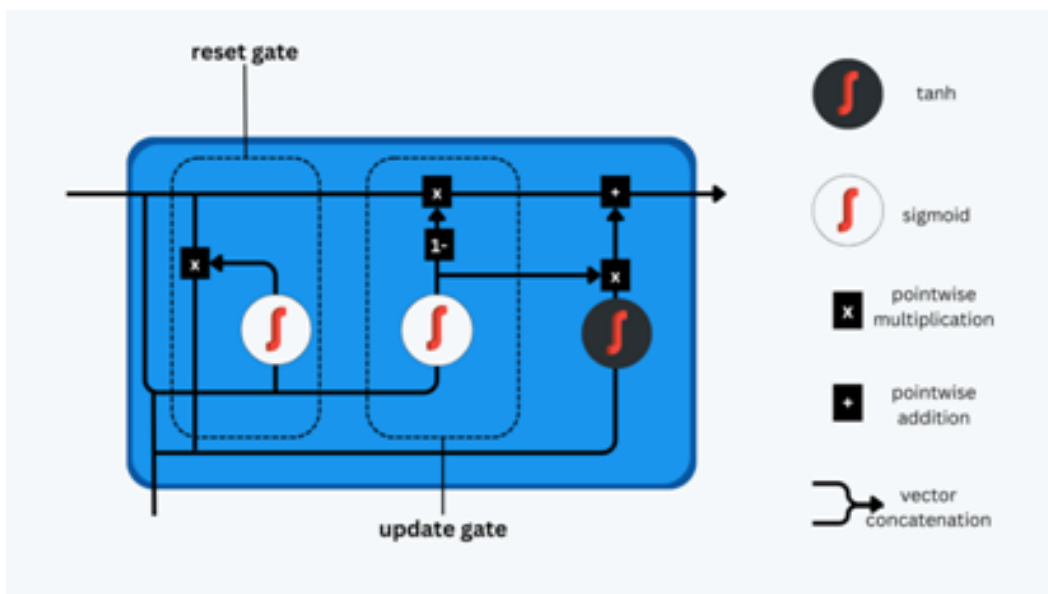 reset gate
x
+
1-
x
x
update gate
tanh
sigmoid
x
pointwise
multiplication
+
pointwise
addition
vector
concatenation